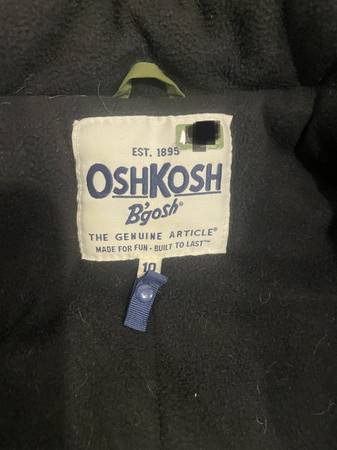 EST. 1895
OSHKOSH
B'gosh®
THE GENUINE ARTICLE®
MADE FOR FUN • BUILT TO LAST™
10